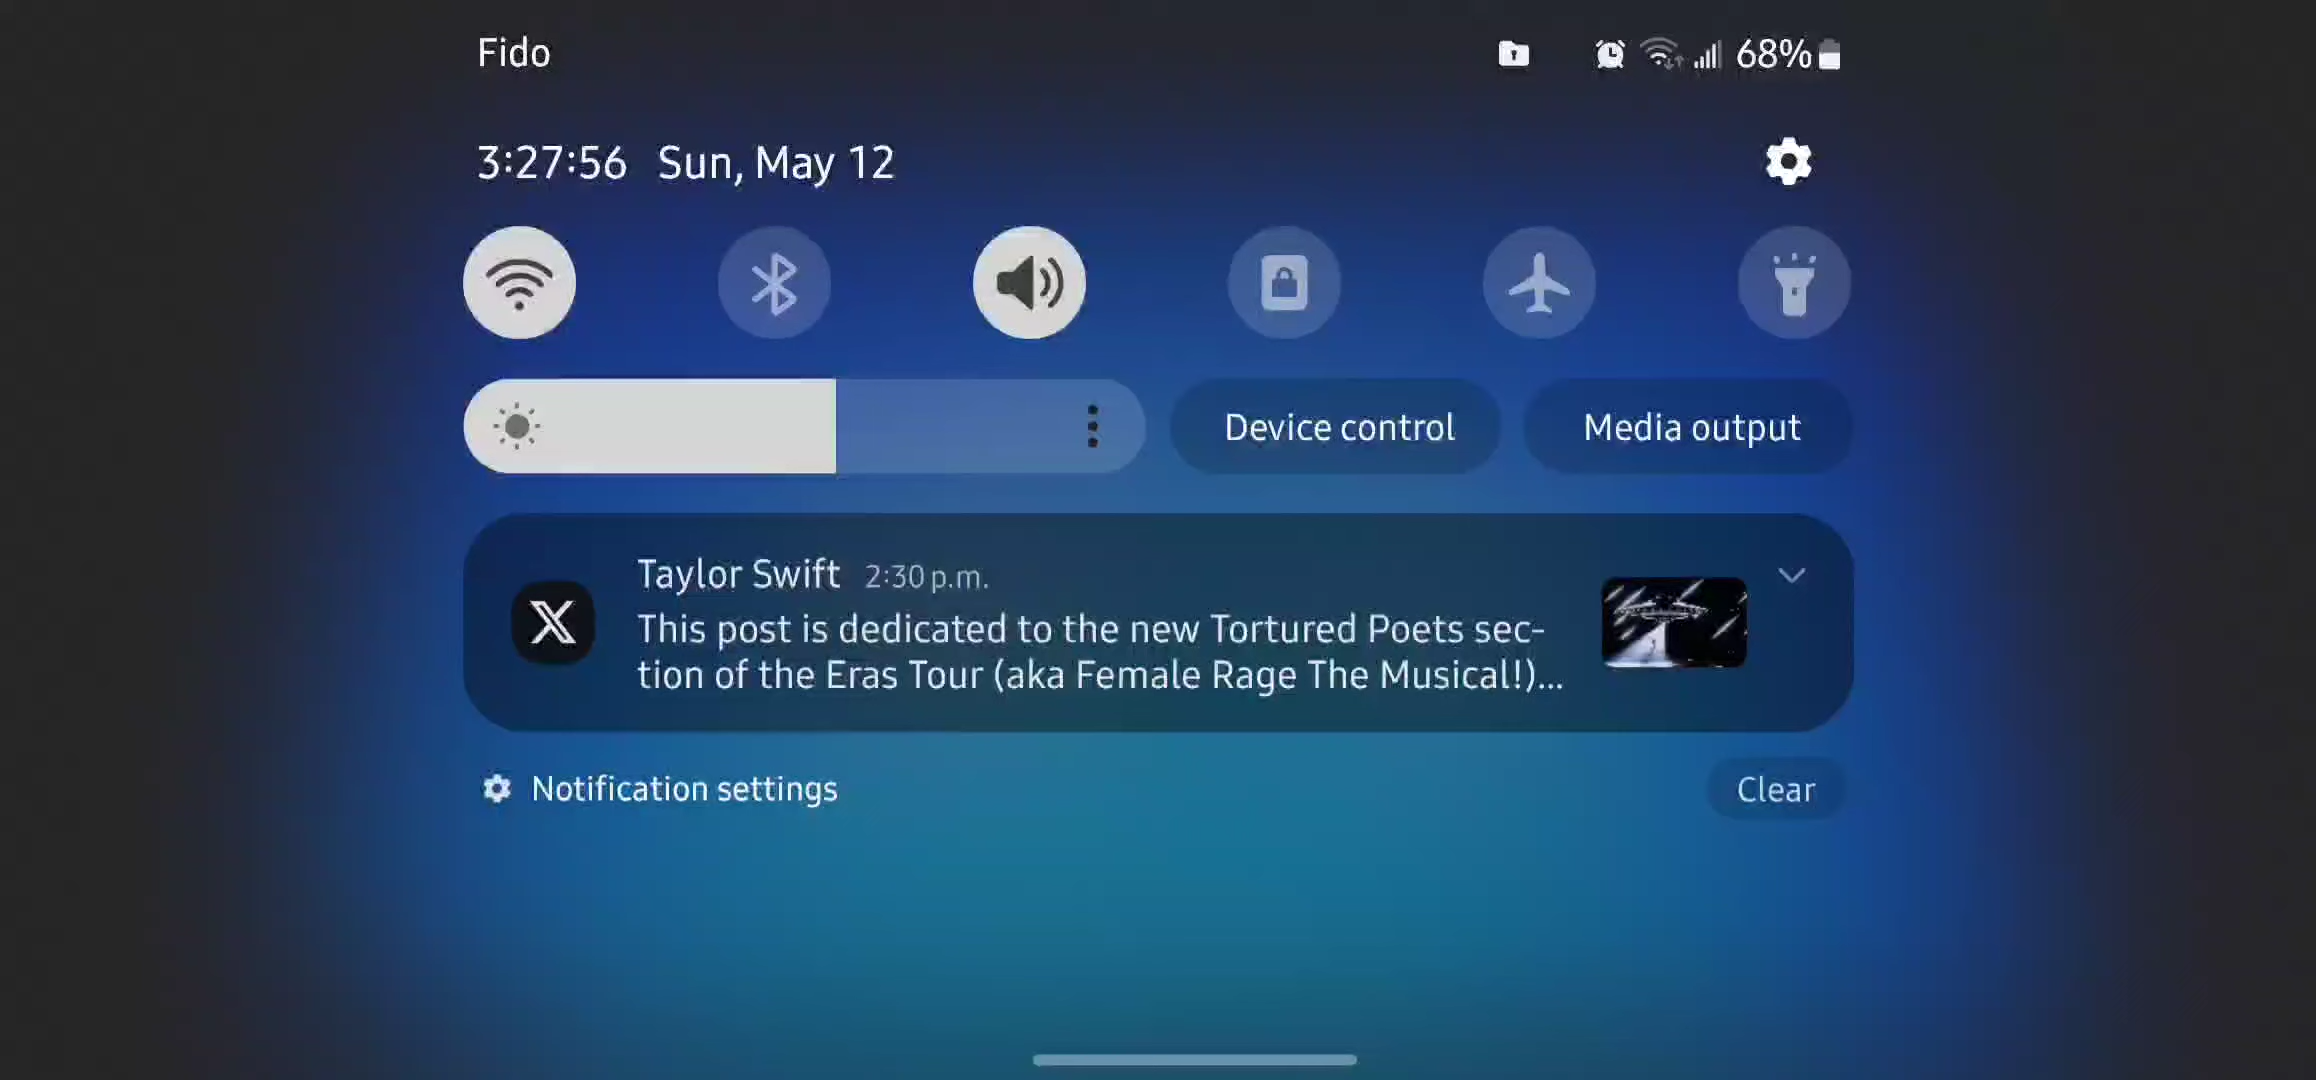 Fido
68%
3:27:56 Sun, May 12
Device control
Media output
Taylor Swift 2:30 p.m.
This post is dedicated to the new Tortured Poets sec-
tion of the Eras Tour (aka Female Rage The Musical!)...
Notification settings
Clear